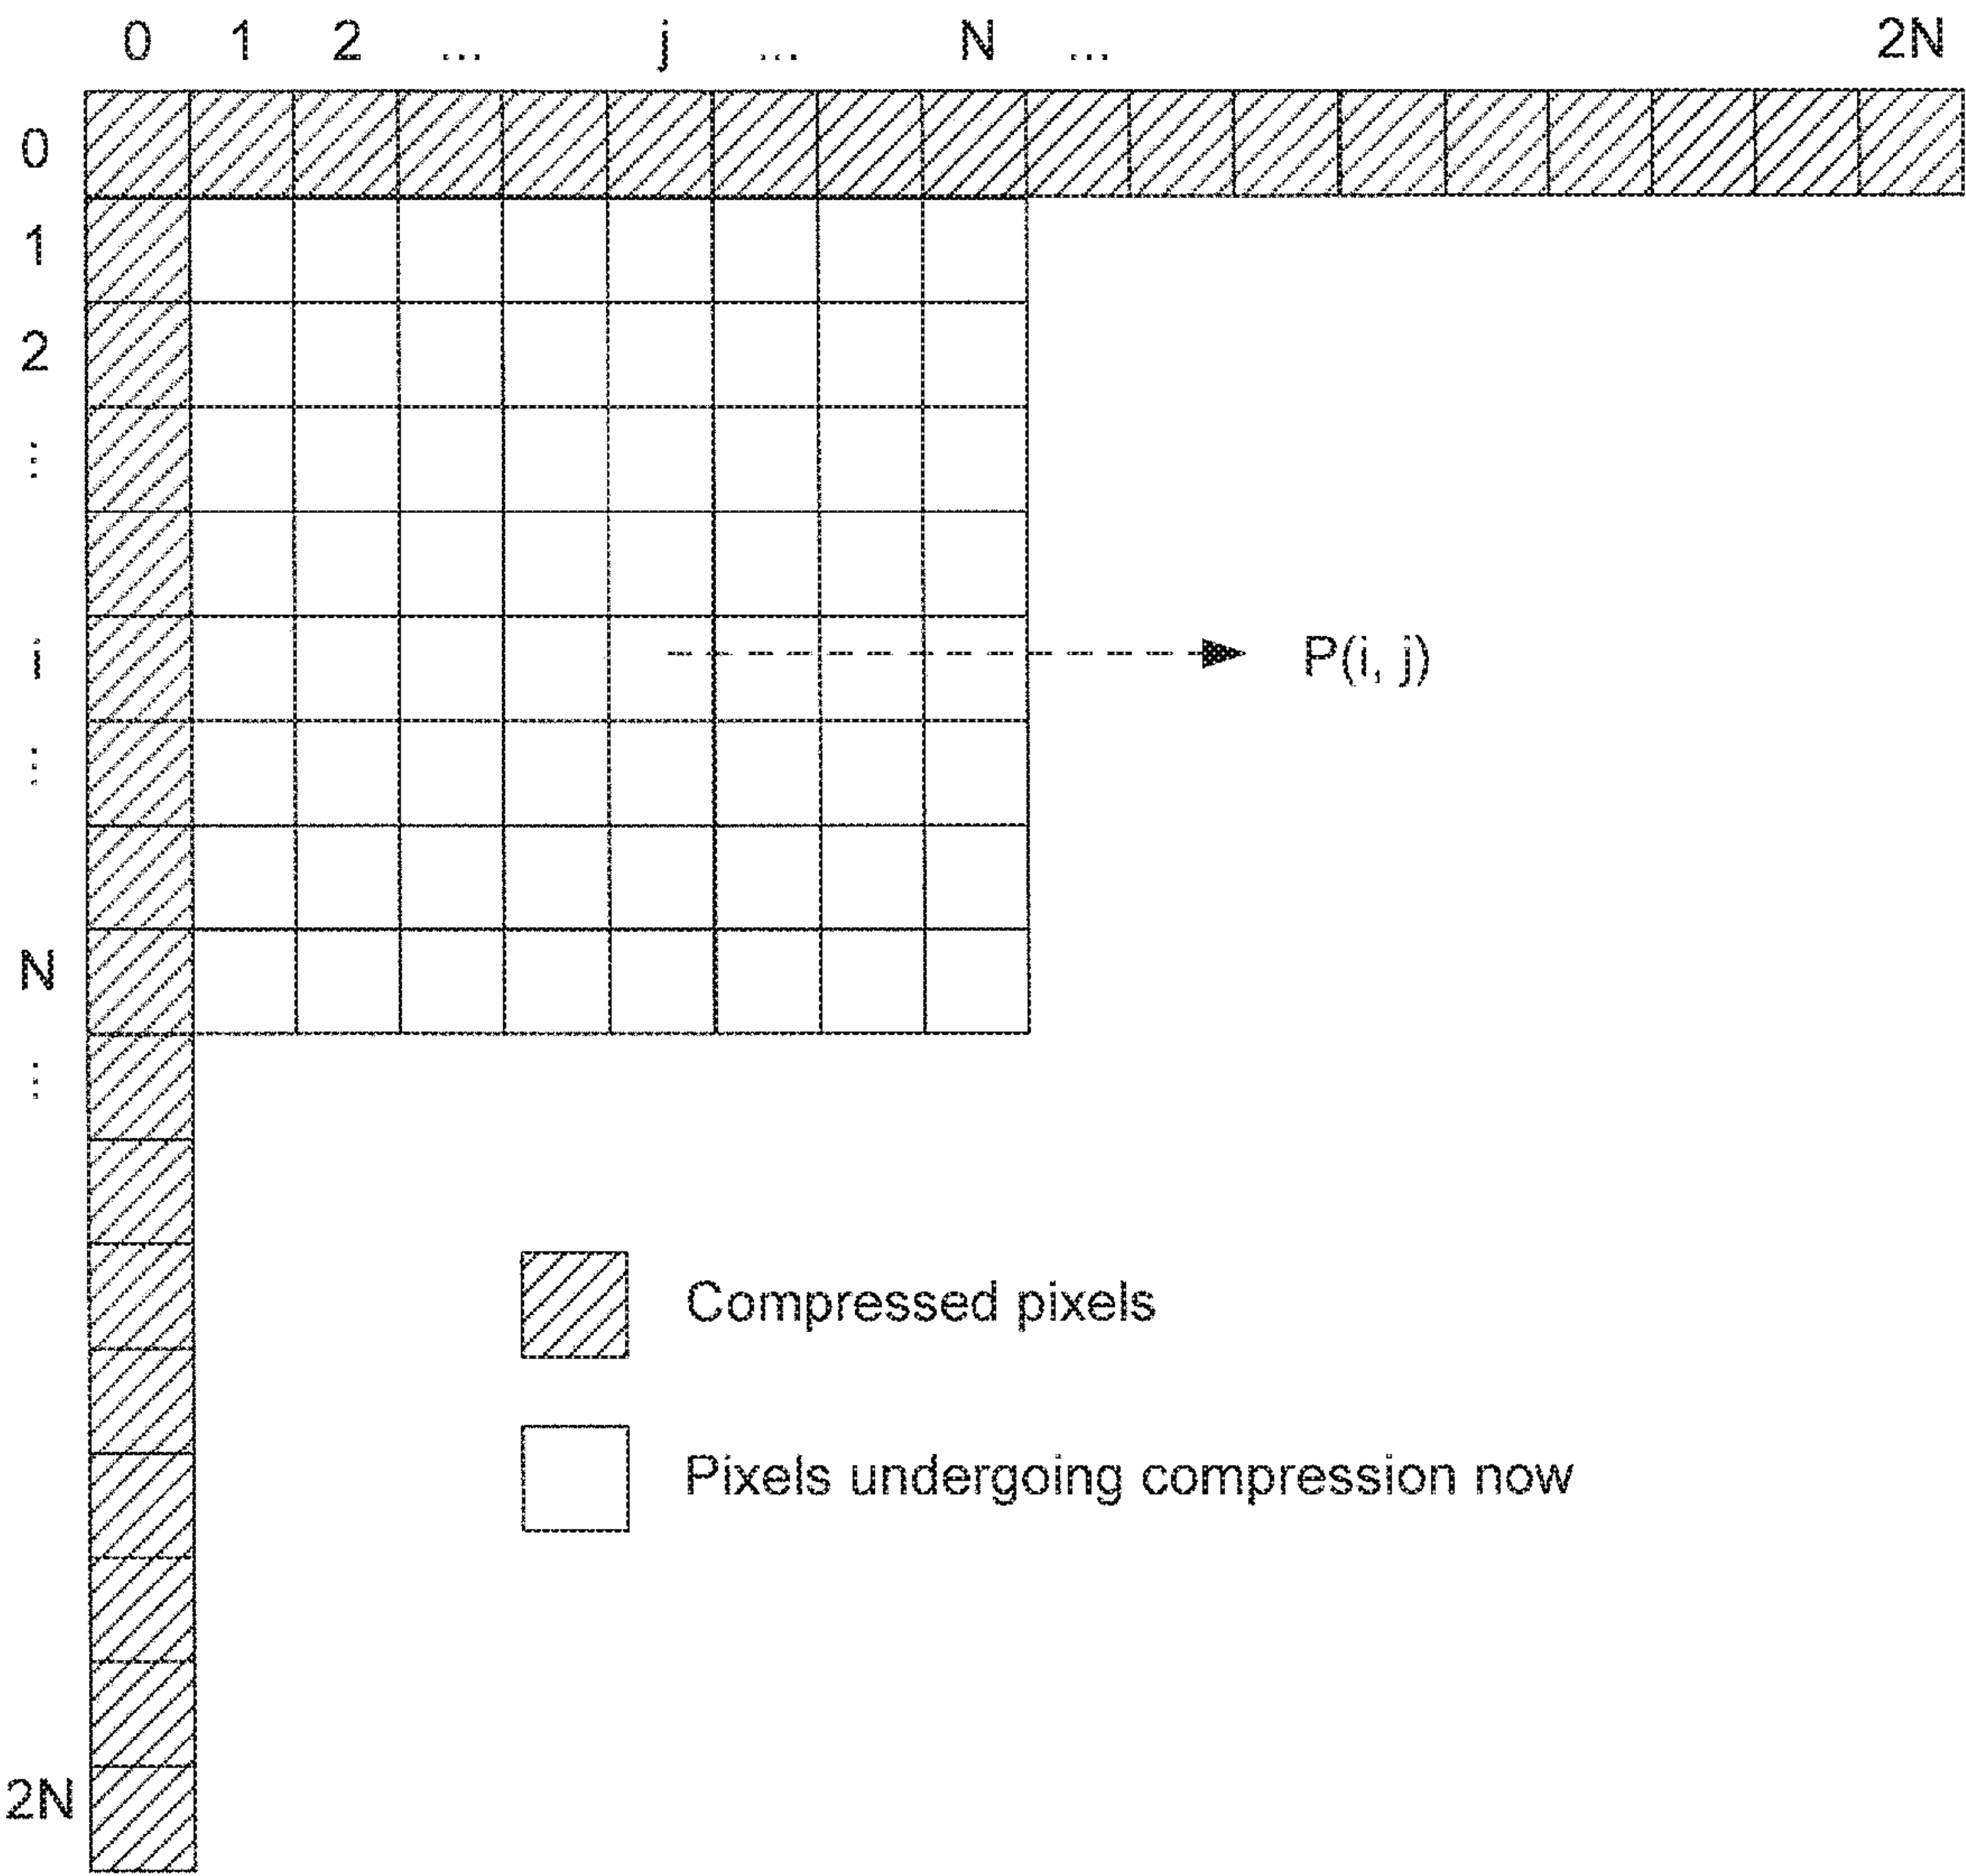 0 1 2 ... j ... N ... 2N
0
1
2
...
i
...
N
...
2N
P(i, j)
Compressed pixels
Pixels undergoing compression now